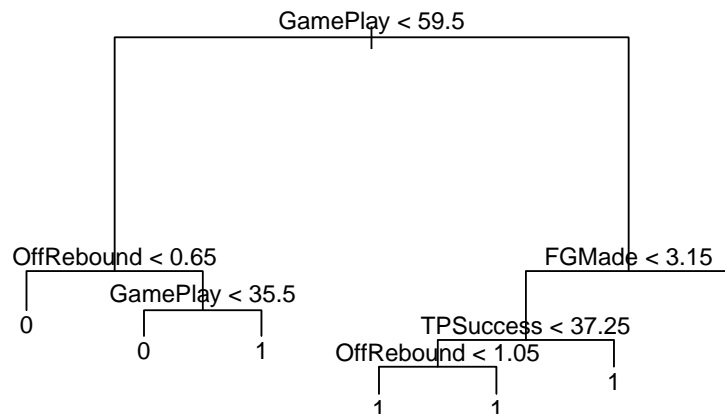 GamePlay < 59.5
OffRebound < 0.65
FGMade < 3.15
GamePlay < 35.5
0
TPSuccess < 37.25
0
1
OffRebound < 1.05
1
1
1